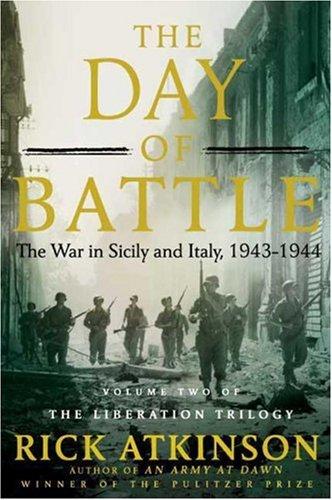 THE
DAY
OF
BATTLE
The War in Sicily and Italy, 1943-1944
VOLUME TWO OF
THE LIBERATION TRILOGY
RICK ATKINSON
AUTHOR OF AN ARMY AT DAWN
WINNER OF THE PULITZER PRIZE